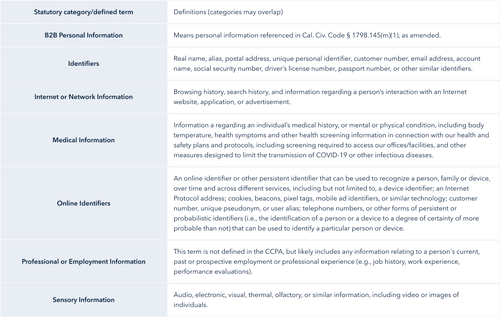 Statutory category/defined term
Definitions (categories may overlap)
B2B Personal Information
Means personal information referenced in Cal. Civ. Code § 1798.145(m)(1), as amended.
Identifiers
Real name, alias, postal address, unique personal identifier, customer number, email address, account
name, social security number, driver's license number, passport number, or other similar identifiers.
Internet or Network Information
Browsing history, search history, and information regarding a person's interaction with an Internet
website, application, or advertisement.
Medical Information
Information a regarding an individual's medical history, or mental or physical condition, including body
temperature, health symptoms and other health screening information in connection with our health and
safety plans and protocols, including screening required to access our offices/facilities, and other
measures designed to limit the transmission of COVID-19 or other infectious diseases.
Online Identifiers
An online identifier or other persistent identifier that can be used to recognize a person, family or device,
over time and across different services, including but not limited to, a device identifier; an Internet
Protocol address; cookies, beacons, pixel tags, mobile ad identifiers, or similar technology; customer
number, unique pseudonym, or user alias; telephone numbers, or other forms of persistent or
probabilistic identifiers (i.e., the identification of a person or a device to a degree of certainty of more
probable than not) that can be used to identify a particular person or device.
Professional or Employment Information
This term is not defined in the CCPA, but likely includes any information relating to a person's current,
past or prospective employment or professional experience (e.g., job history, work experience,
performance evaluations).
Sensory Information
Audio, electronic, visual, thermal, olfactory, or similar information, including video or images of
individuals.